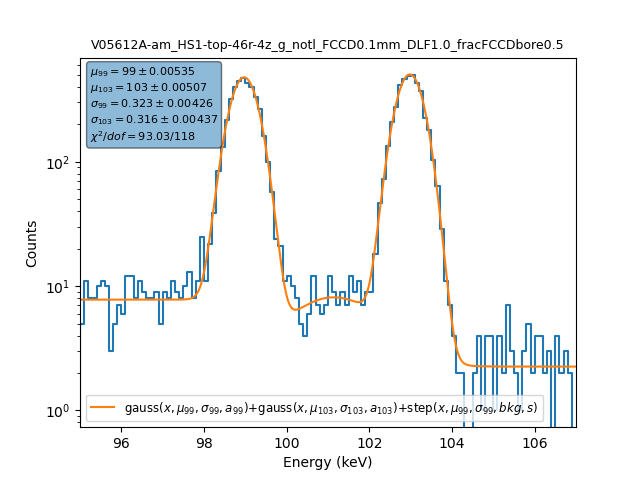 V05612A-am_HS1-top-46r-4z_g_notl_FCCD0.1mm_DLF1.0_fracFCCDbore0.5
μ₉₉ = 99 ± 0.00535
μ₁₀₃ = 103 ± 0.00507
σ₉₉ = 0.323 ± 0.00426
σ₁₀₃ = 0.316 ± 0.00437
χ²/dof = 93.03/118
10²
10¹
10⁰
Counts
gauss(x, μ₉₉, σ₉₉, a₉₉)+gauss(x, μ₁₀₃, σ₁₀₃, a₁₀₃)+step(x, μ₉₉, σ₉₉, bkg, s)
96 98 100 102 104 106
Energy (keV)